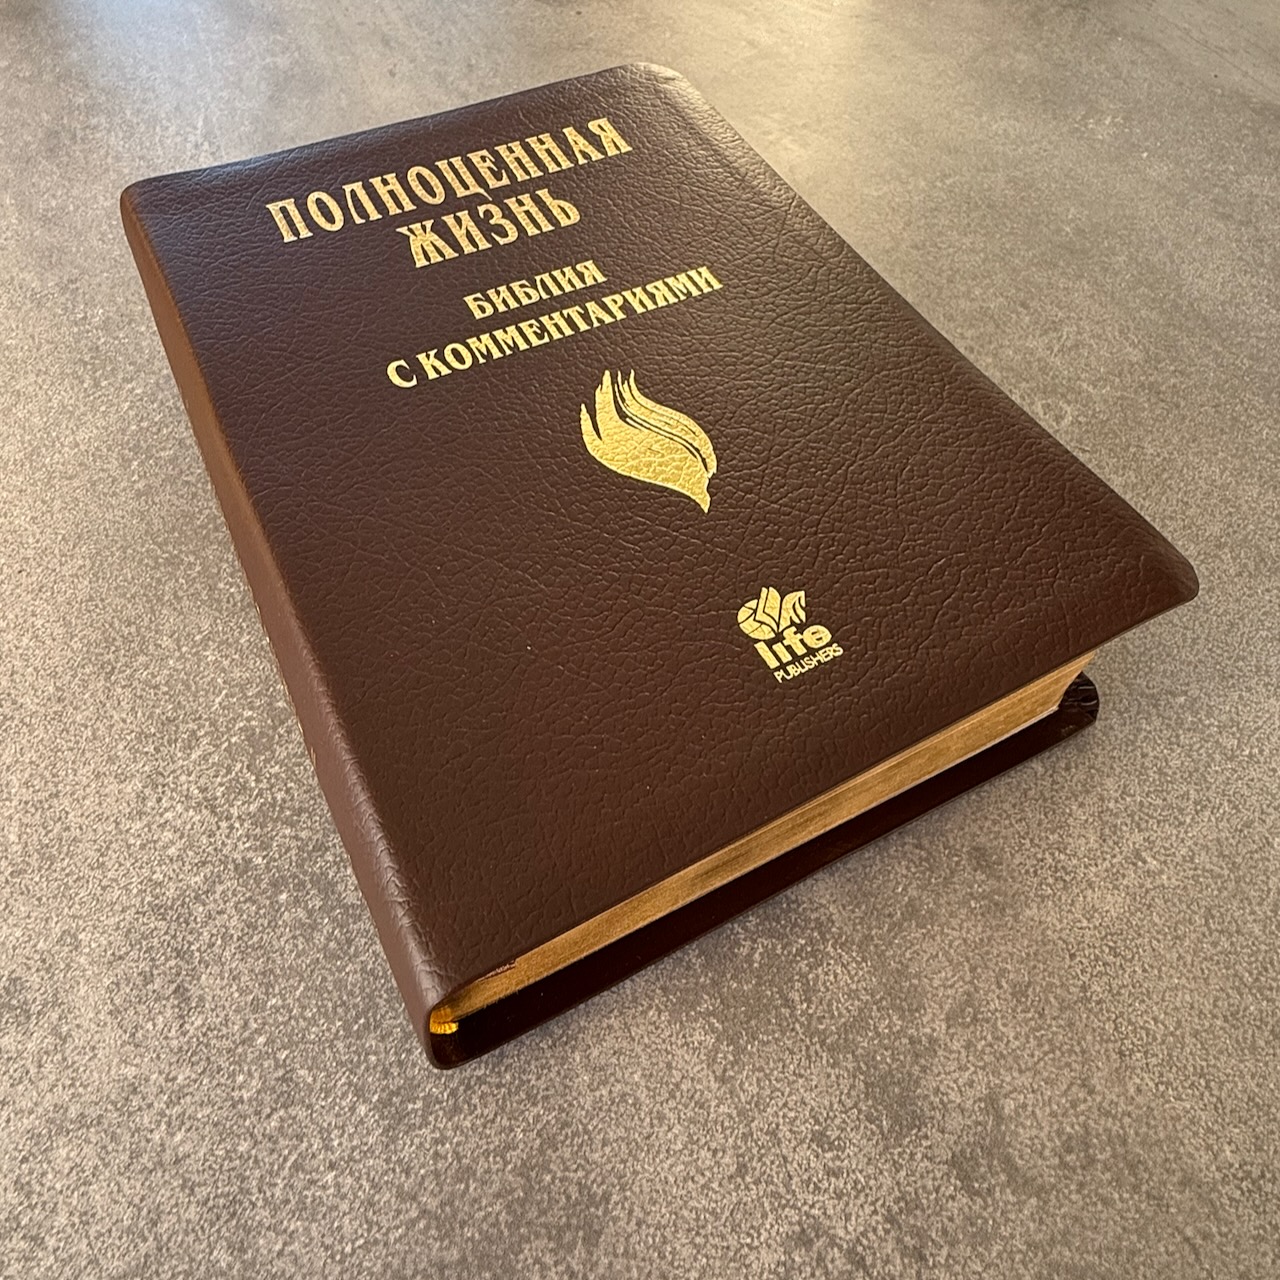 ПОЛНОЦЕННАЯ
ЖИЗНЬ
БИБЛИЯ
С КОММЕНТАРИЯМИ
life
PUBLISHERS